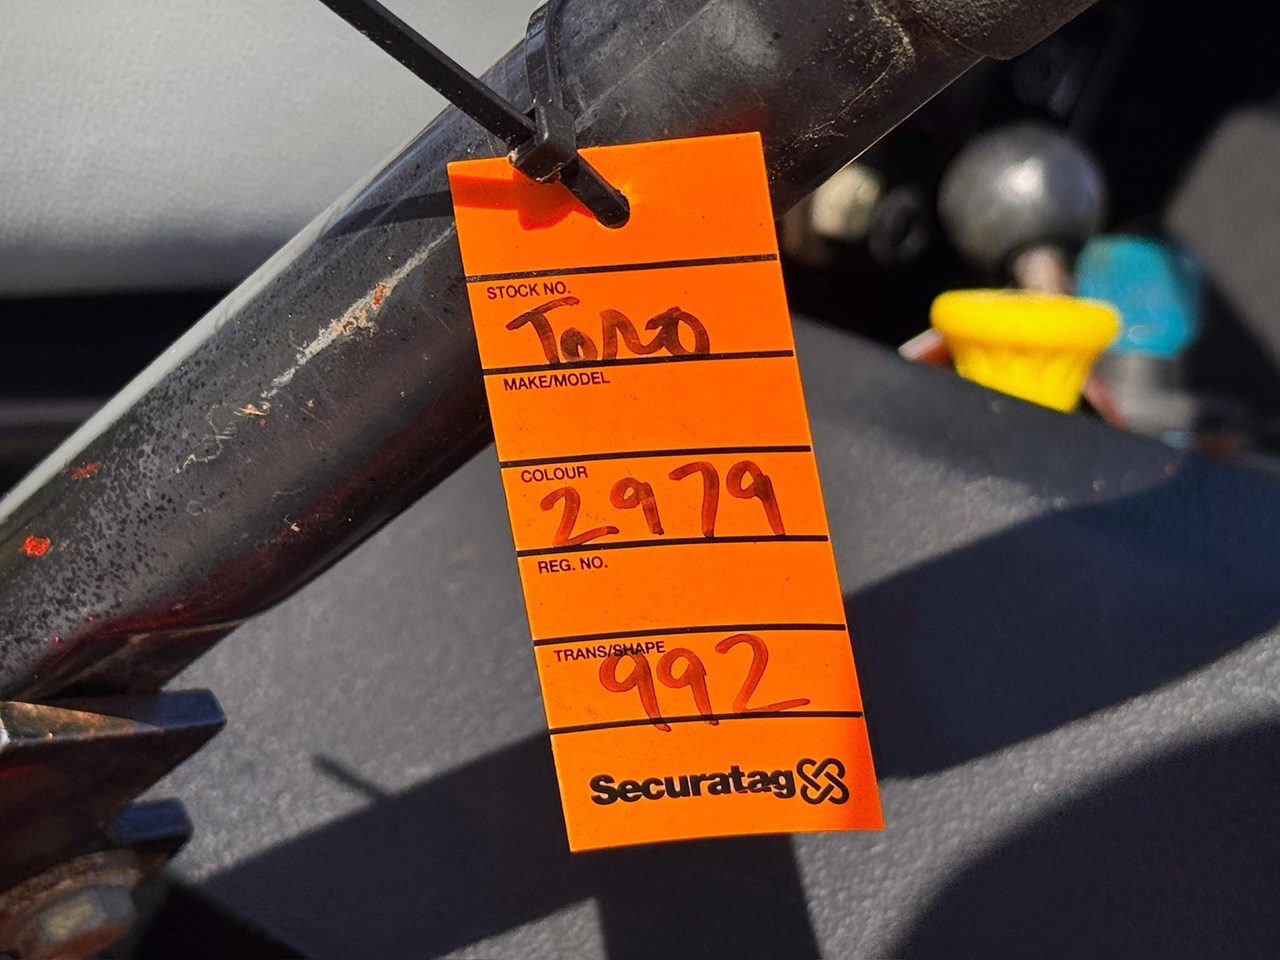 STOCK NO.
Toro
MAKE/MODEL
COLOUR
2979
REG. NO.
TRANS/SHAPE
992
Securatag